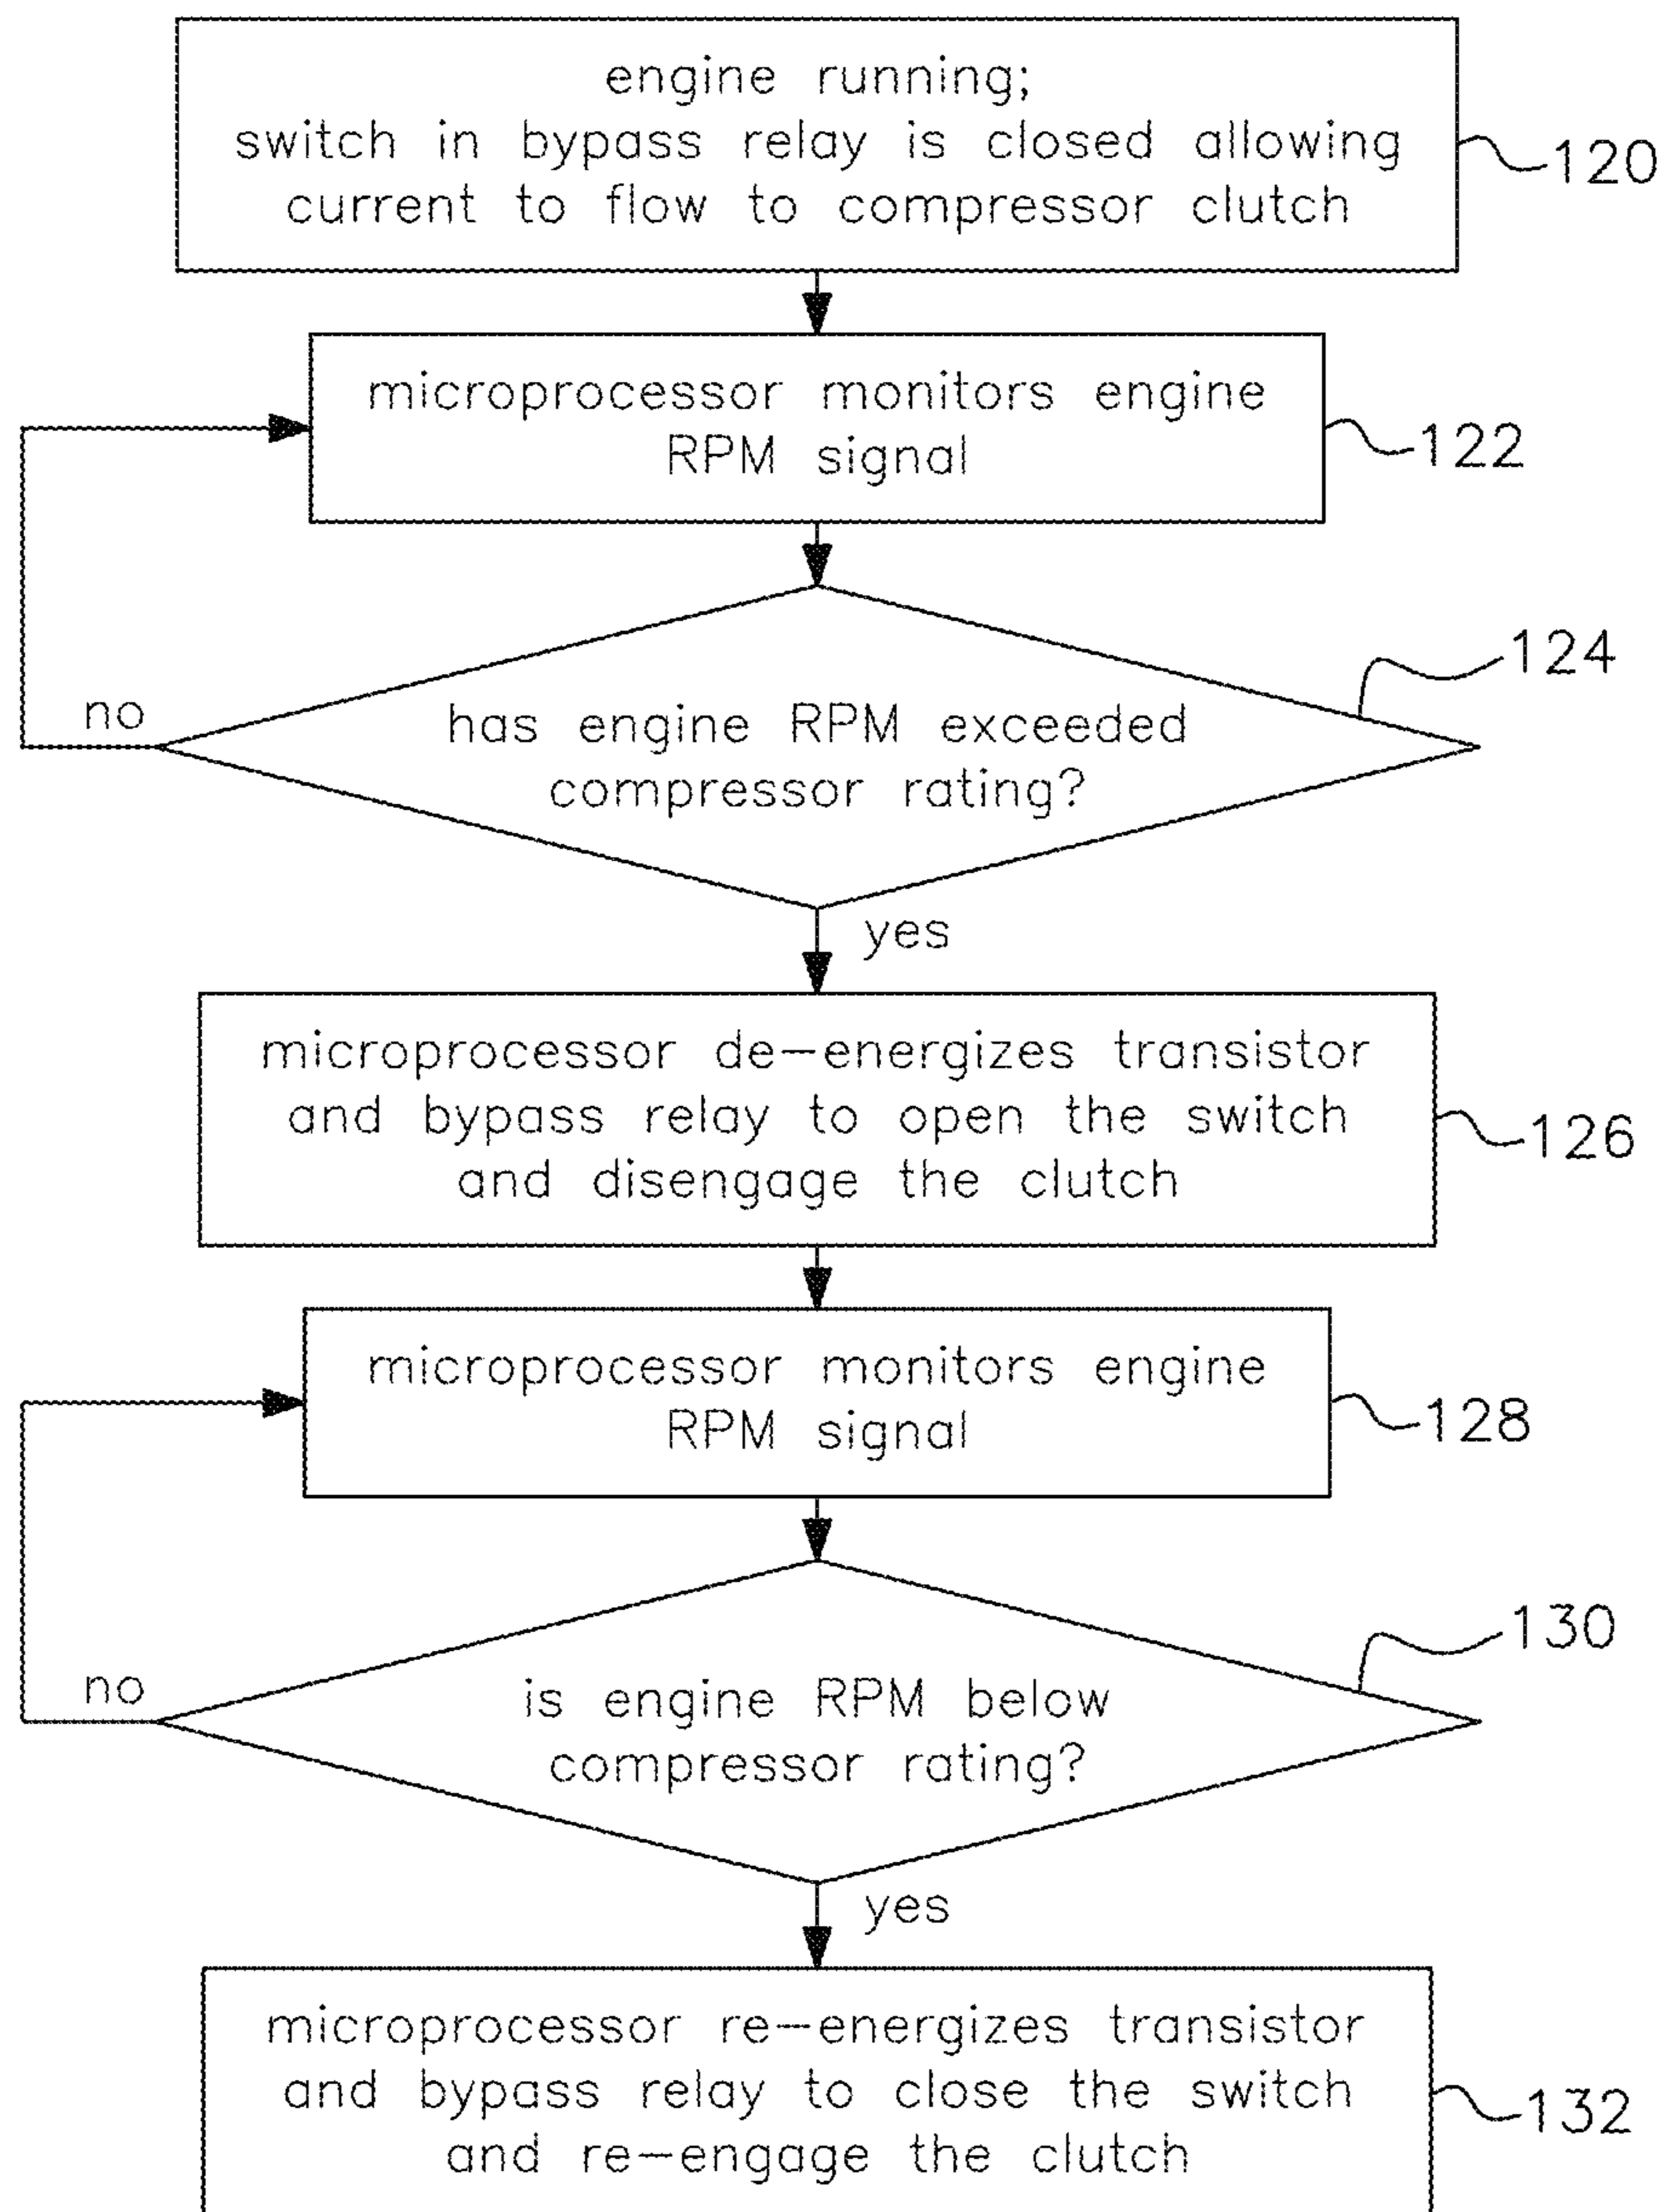 engine running;
switch in bypass relay is closed allowing
current to flow to compressor clutch
120
microprocessor monitors engine
RPM signal
122
124
no
has engine RPM exceeded
compressor rating?
yes
microprocessor de-energizes transistor
and bypass relay to open the switch
and disengage the clutch
126
microprocessor monitors engine
RPM signal
128
130
no
is engine RPM below
compressor rating?
yes
microprocessor re-energizes transistor
and bypass relay to close the switch
and re-engage the clutch
132